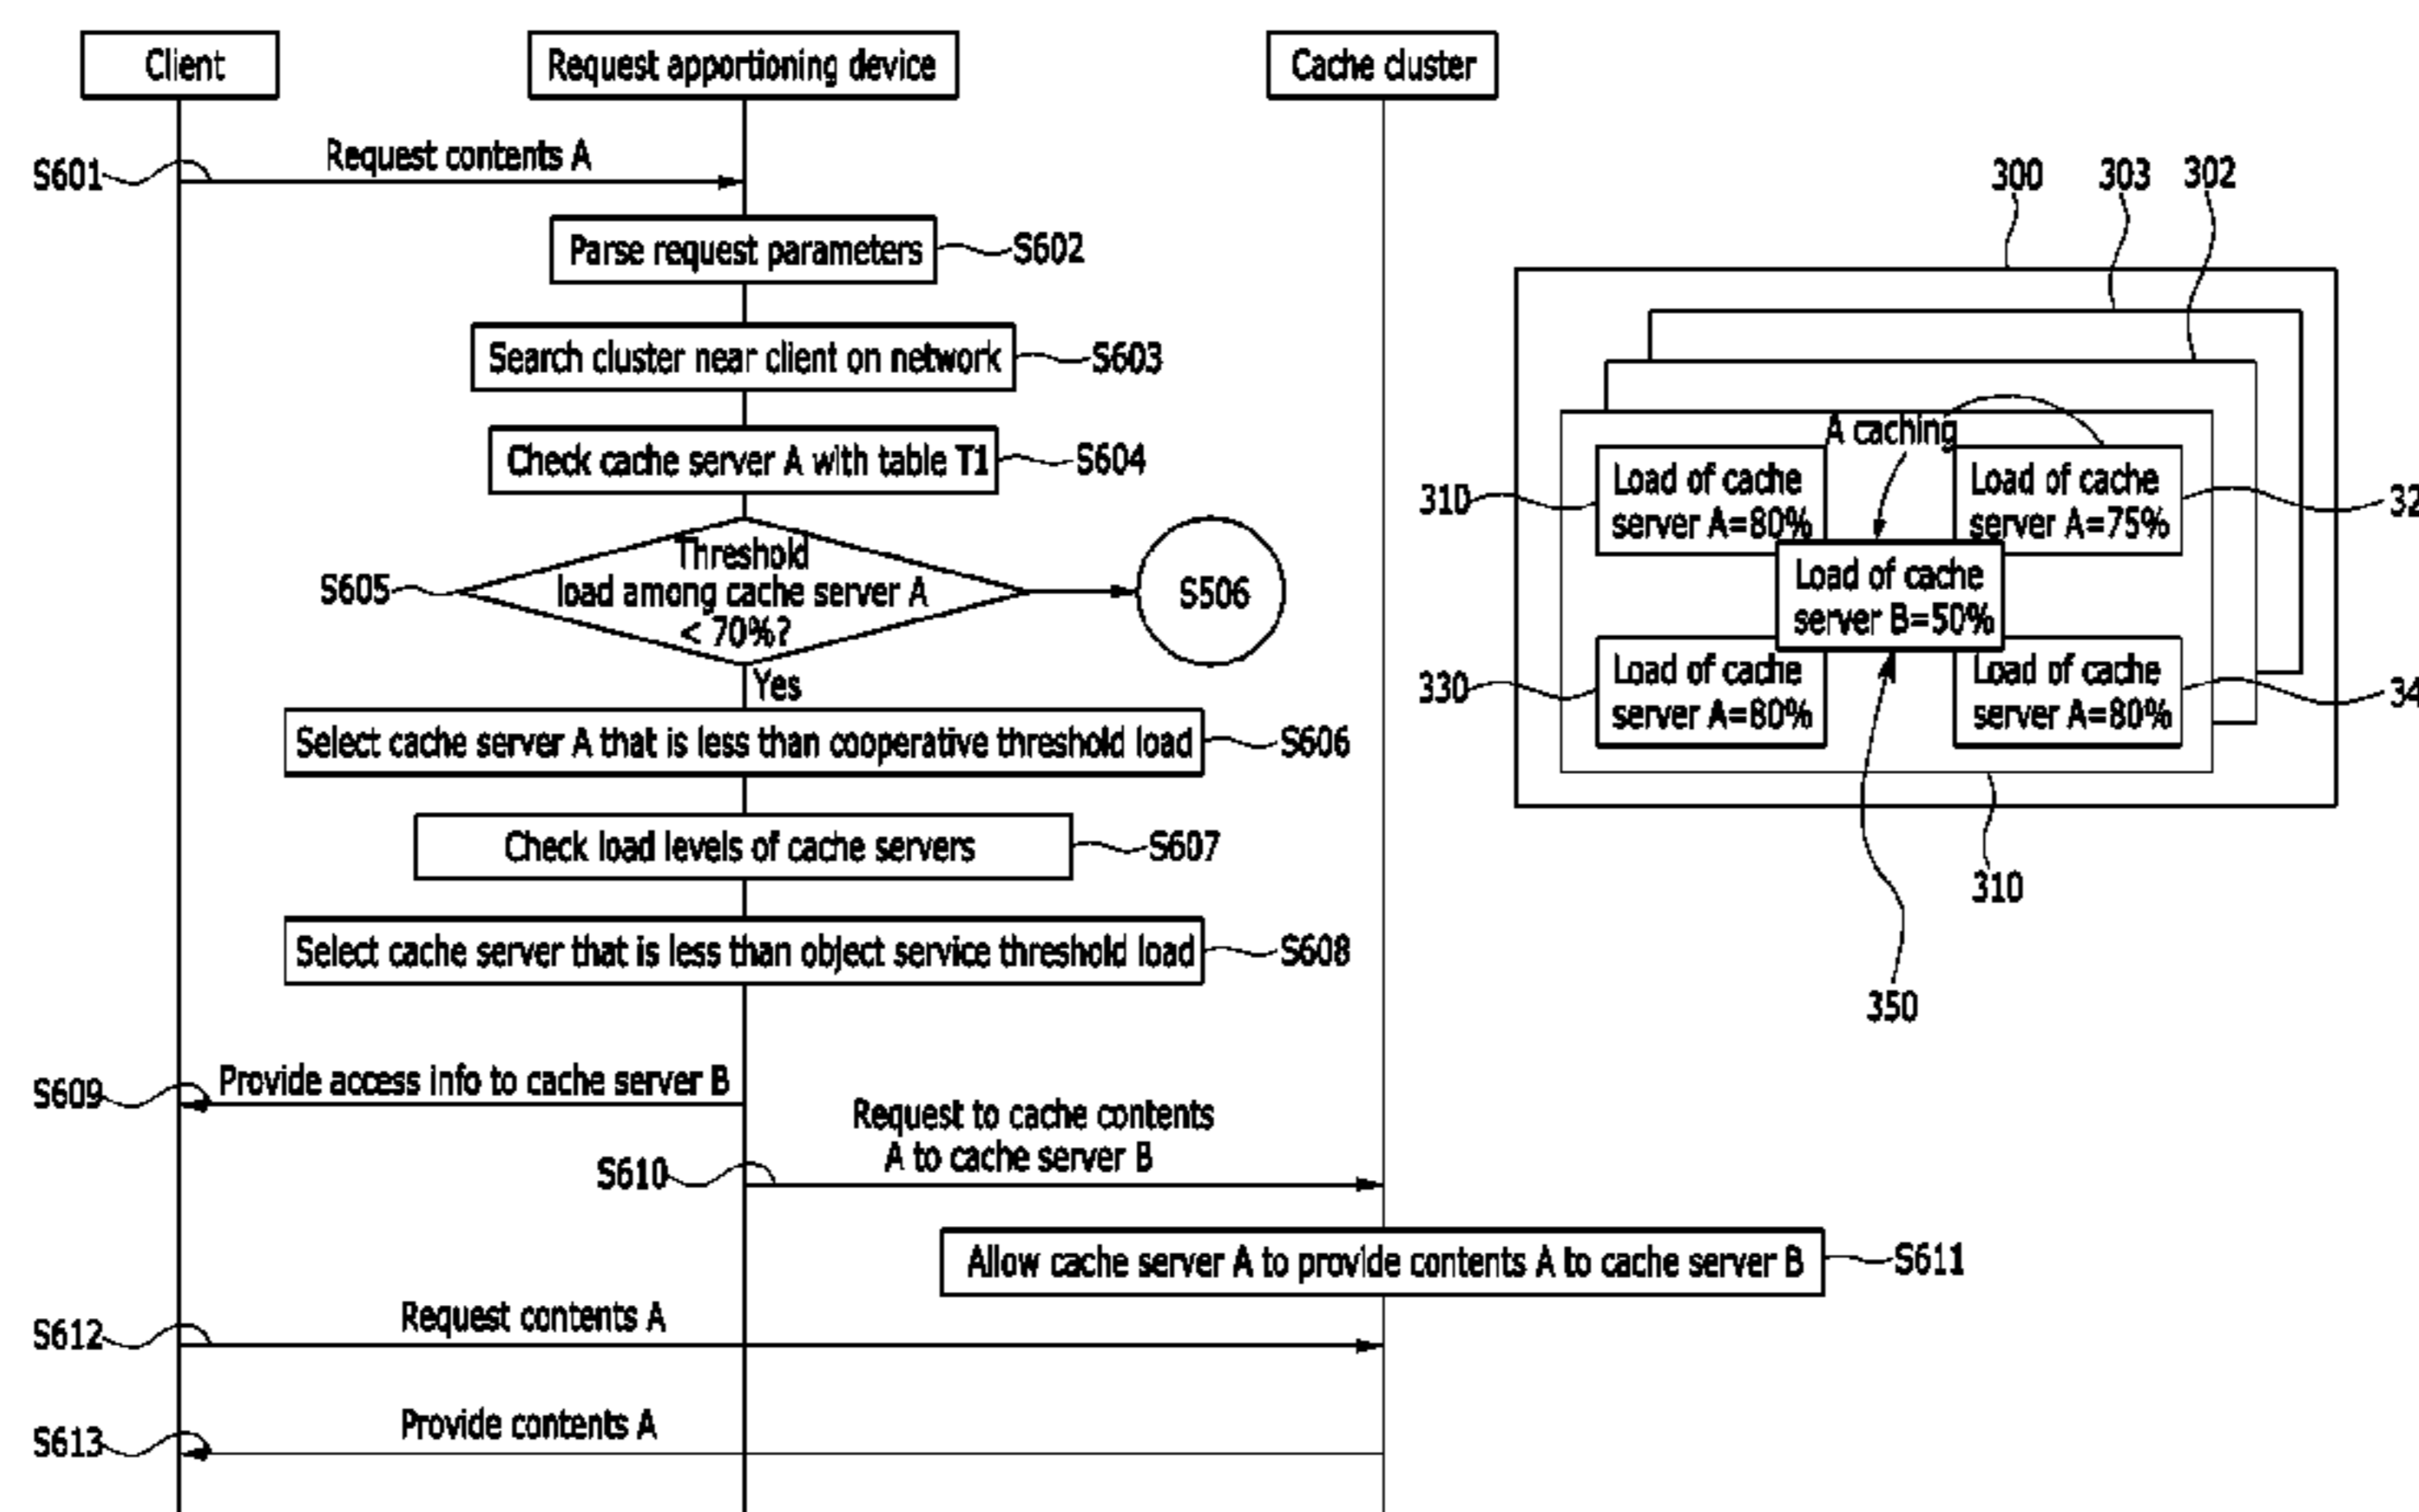 Client
Request apportioning device
Cache cluster
S601
Request contents A
Parse request parameters
S602
Search cluster near client on network
S603
Check cache server A with table T1
S604
S605
Threshold
load among cache server A
< 70%?
S506
Yes
Select cache server A that is less than cooperative threshold load
S606
Check load levels of cache servers
S607
Select cache server that is less than object service threshold load
S608
S609
Provide access info to cache server B
S610
Request to cache contents
A to cache server B
Allow cache server A to provide contents A to cache server B
S611
S612
Request contents A
S613
Provide contents A
300
303
302
A caching
310
Load of cache
server A=80%
Load of cache
server A=75%
32
Load of cache
server B=50%
330
Load of cache
server A=80%
Load of cache
server A=80%
34
310
350